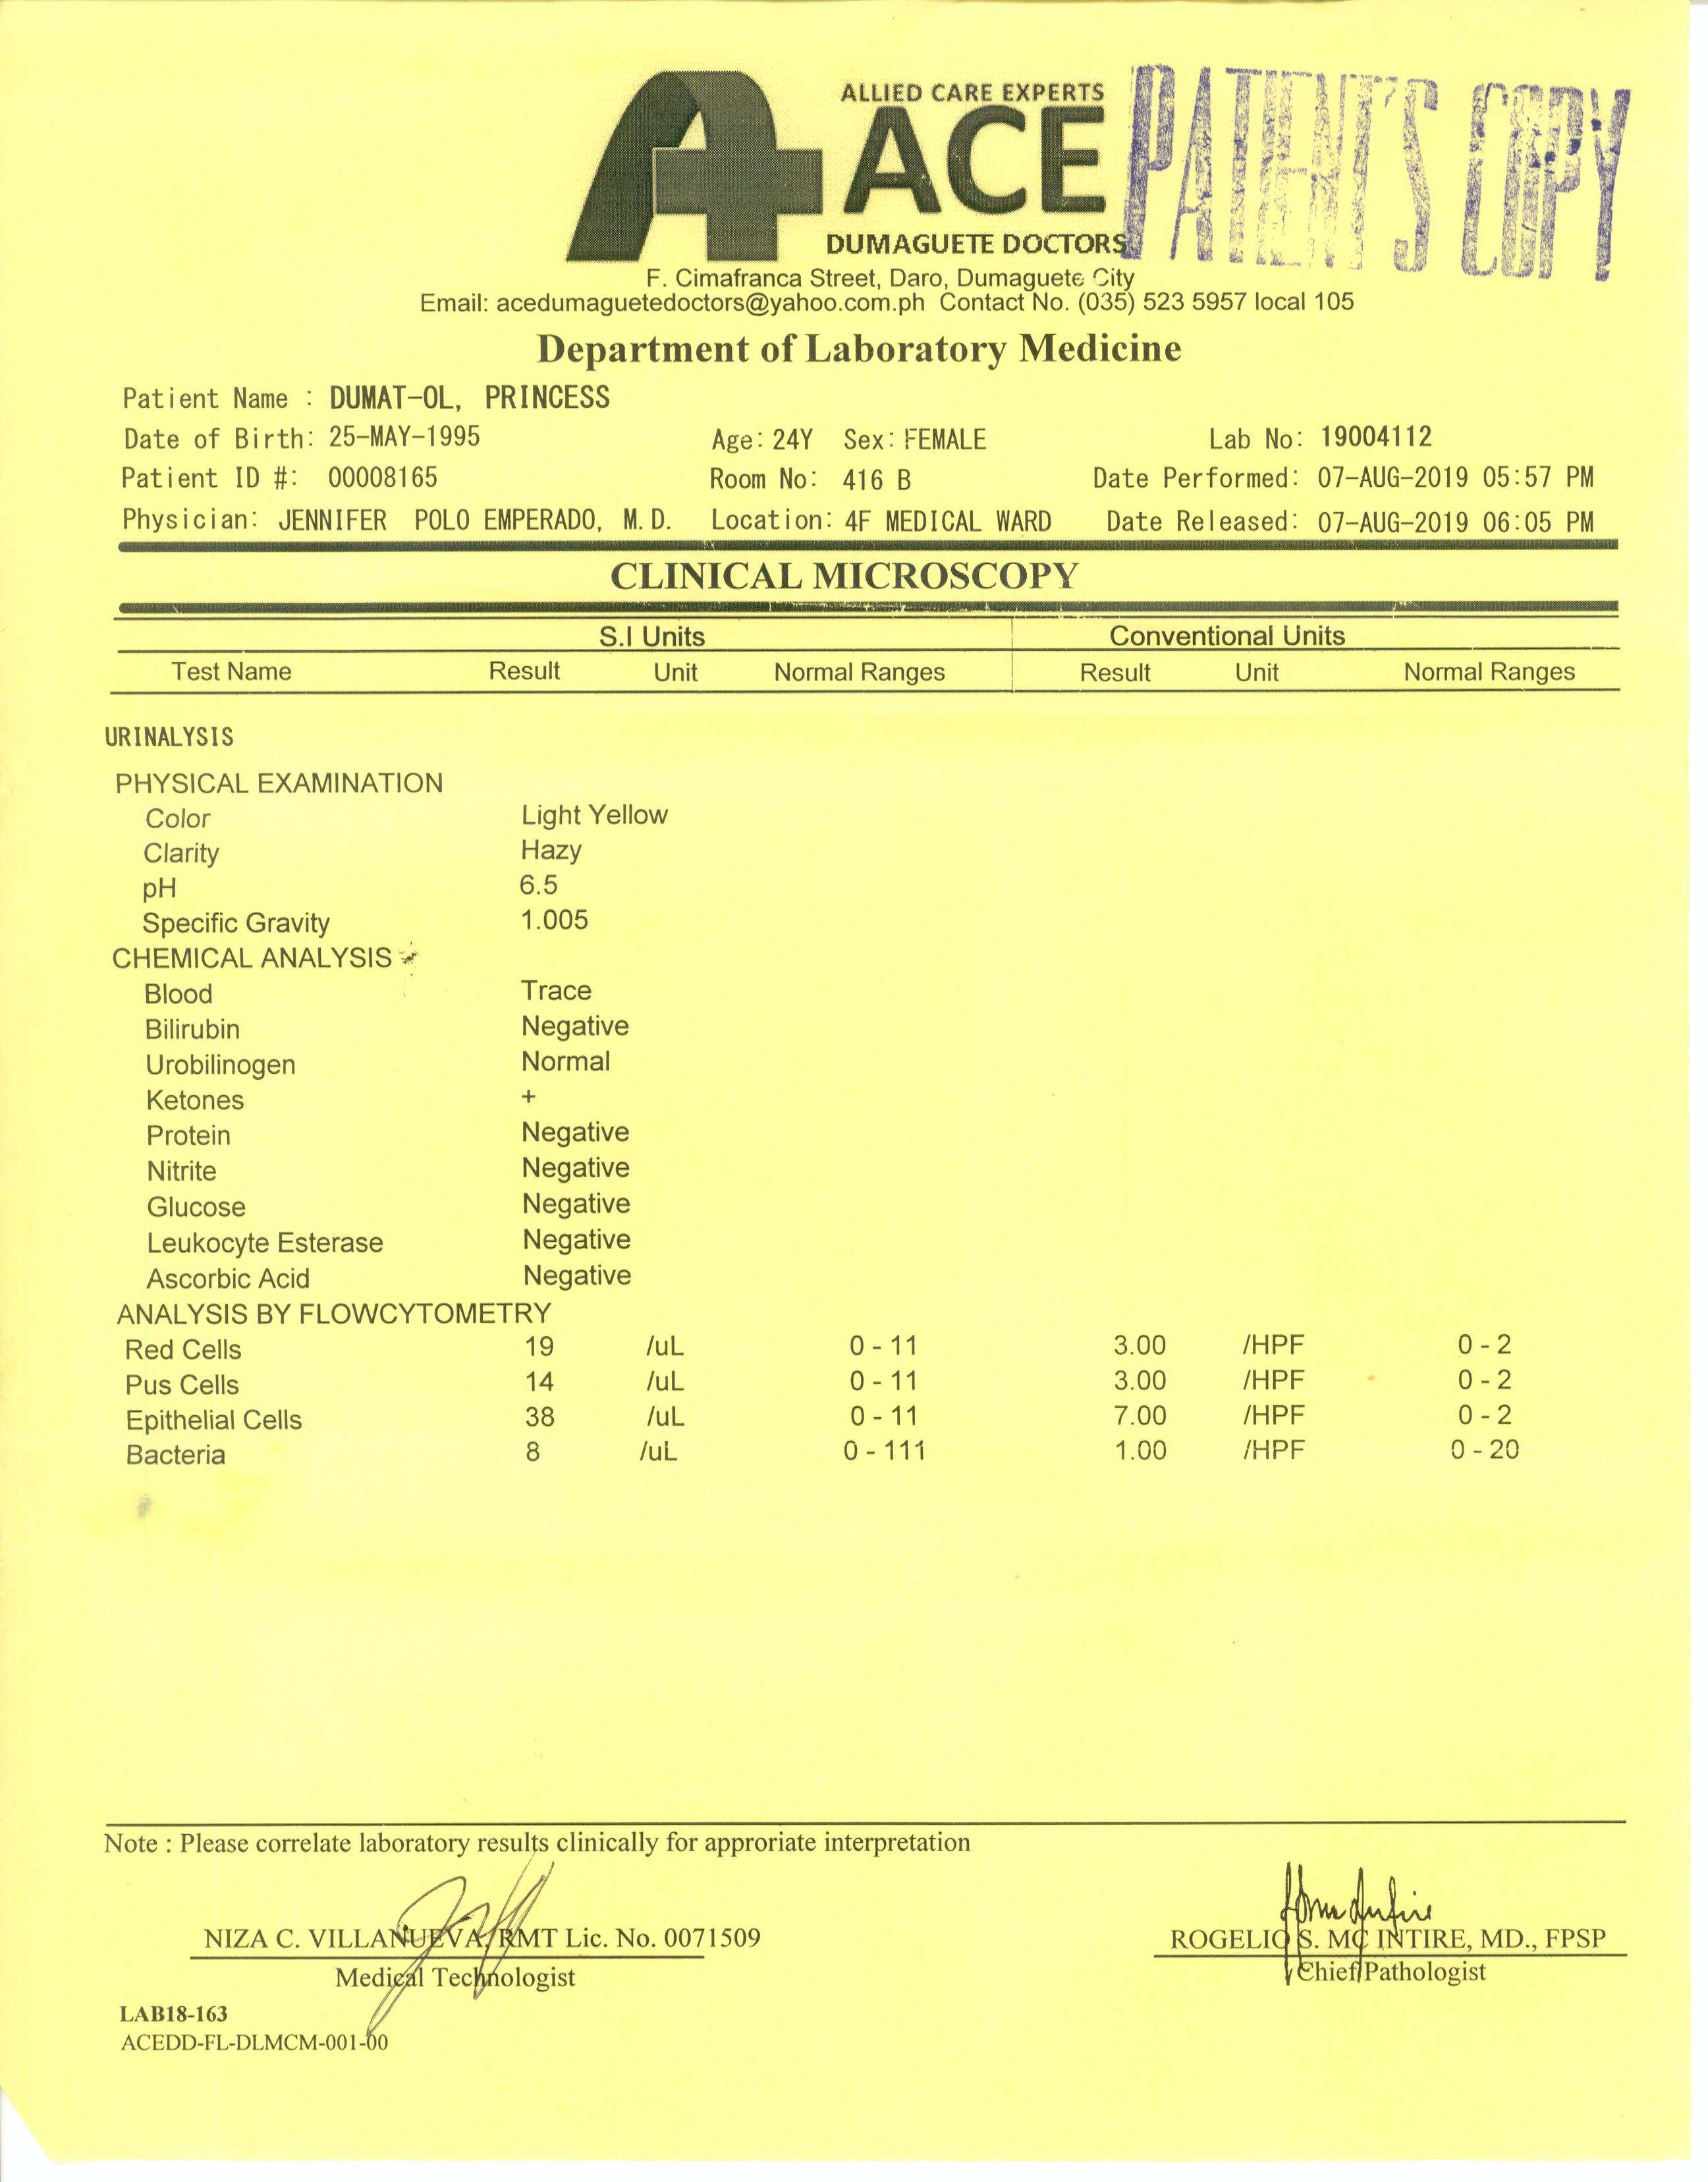 ALLIED CARE EXPERTS
ACE
DUMAGUETE DOCTORS
PATIENT'S COPY
F. Cimafranca Street, Daro, Dumaguete City
Email: acedumaguetedoctors@yahoo.com.ph Contact No. (035) 523 5957 local 105
Department of Laboratory Medicine
Patient Name : DUMAT-OL, PRINCESS
Date of Birth: 25-MAY-1995 Age: 24Y Sex: FEMALE Lab No: 19004112
Patient ID #: 00008165 Room No: 416 B Date Performed: 07-AUG-2019 05:57 PM
Physician: JENNIFER POLO EMPERADO, M.D. Location: 4F MEDICAL WARD Date Released: 07-AUG-2019 06:05 PM
CLINICAL MICROSCOPY
S.I Units Conventional Units
Test Name Result Unit Normal Ranges Result Unit Normal Ranges
URINALYSIS
PHYSICAL EXAMINATION
Color Light Yellow
Clarity Hazy
pH 6.5
Specific Gravity 1.005
CHEMICAL ANALYSIS
Blood Trace
Bilirubin Negative
Urobilinogen Normal
Ketones +
Protein Negative
Nitrite Negative
Glucose Negative
Leukocyte Esterase Negative
Ascorbic Acid Negative
ANALYSIS BY FLOWCYTOMETRY
Red Cells 19 /uL 0 - 11 3.00 /HPF 0 - 2
Pus Cells 14 /uL 0 - 11 3.00 /HPF 0 - 2
Epithelial Cells 38 /uL 0 - 11 7.00 /HPF 0 - 2
Bacteria 8 /uL 0 - 111 1.00 /HPF 0 - 20
Note : Please correlate laboratory results clinically for approriate interpretation
NIZA C. VILLANUEVA, RMT Lic. No. 0071509 ROGELIO S. MC INTIRE, MD., FPSP
Medical Technologist Chief Pathologist
LAB18-163
ACEDD-FL-DLMCM-001-00